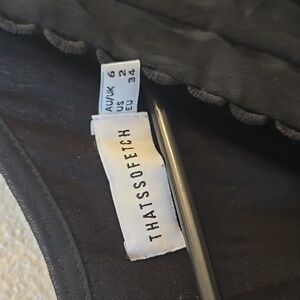 AU/UK 6
US 2
EU 34
THATSSOFETCH